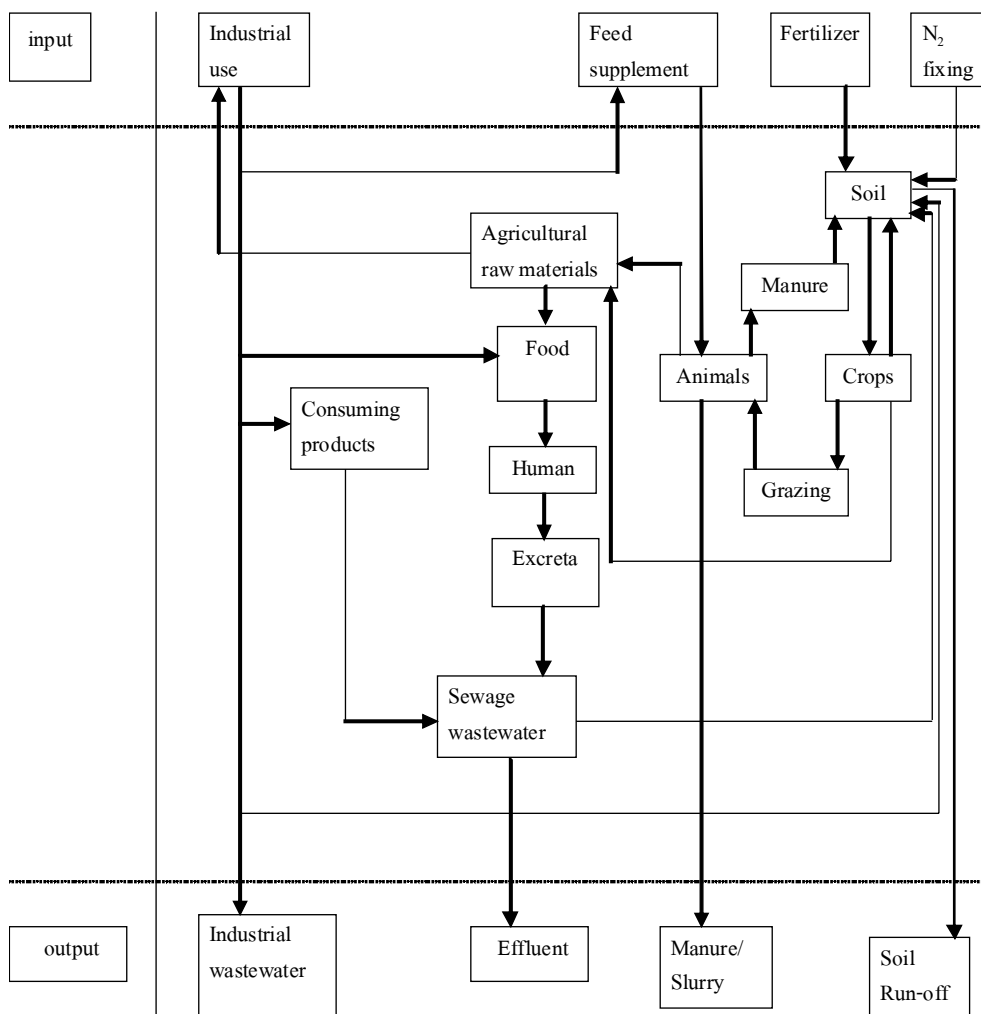 input
Industrial
use
Feed
supplement
Fertilizer
N₂
fixing
Soil
Agricultural
raw materials
Manure
Food
Animals
Crops
Consuming
products
Human
Grazing
Excreta
Sewage
wastewater
output
Industrial
wastewater
Effluent
Manure/
Slurry
Soil
Run-off